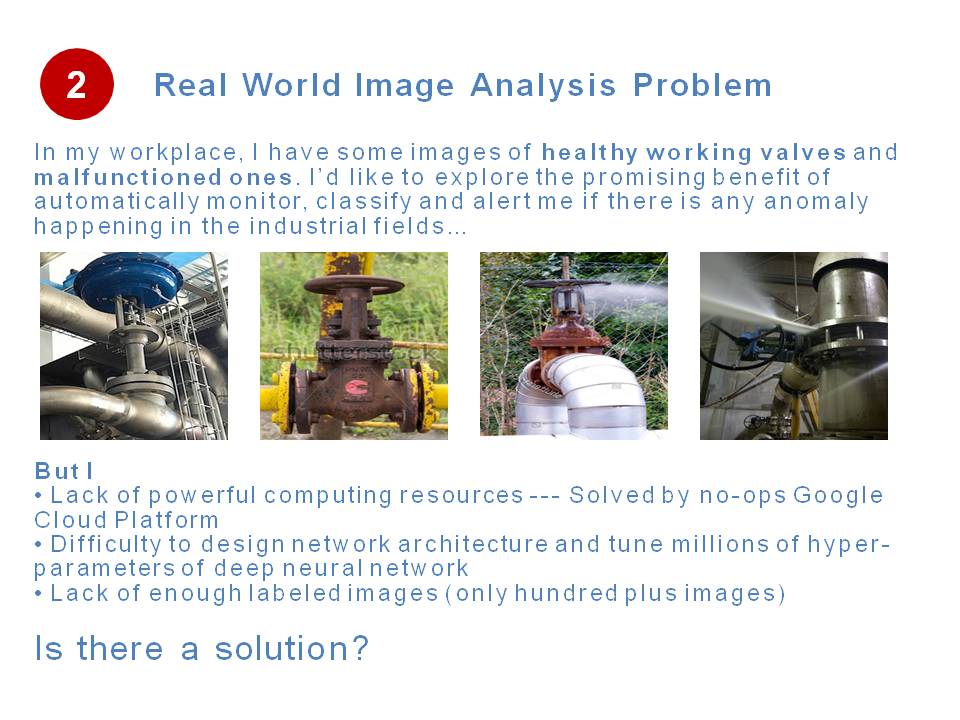 2
Real World Image Analysis Problem
In my workplace, I have some images of healthy working valves and
malfunctioned ones. I'd like to explore the promising benefit of
automatically monitor, classify and alert me if there is any anomaly
happening in the industrial fields...
shutterstock
But I
• Lack of powerful computing resources --- Solved by no-ops Google
Cloud Platform
• Difficulty to design network architecture and tune millions of hyper-
parameters of deep neural network
• Lack of enough labeled images (only hundred plus images)
Is there a solution?